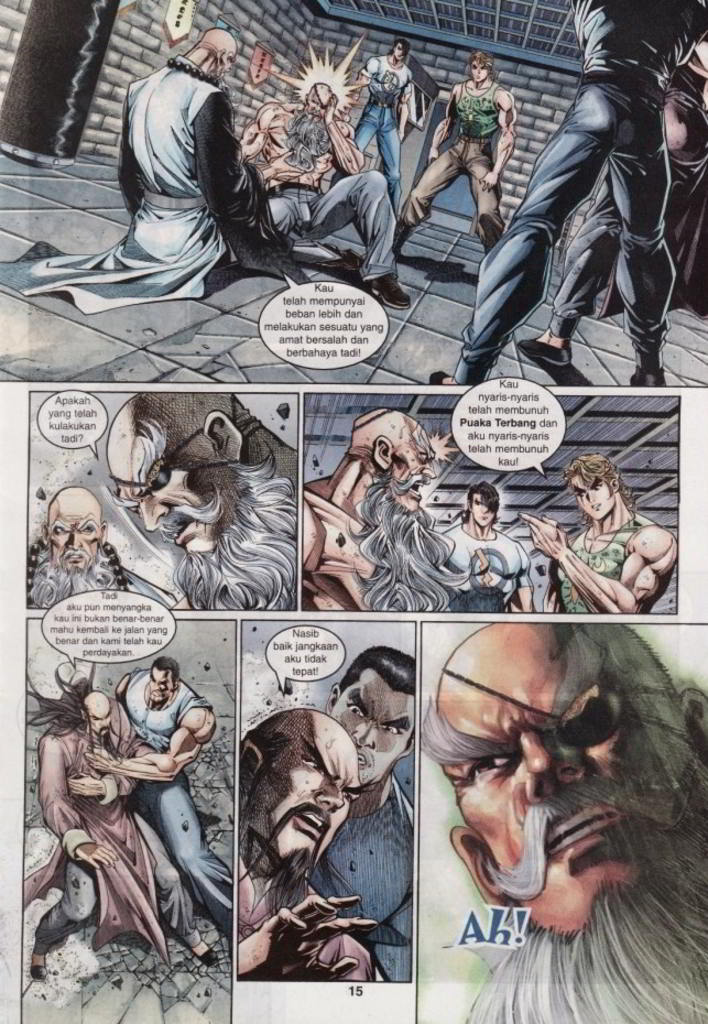 Kau
telah mempunyai
beban lebih dan
melakukan sesuatu yang
amat bersalah dan
berbahaya tadi!
Apakah
yang telah
kulakukan
tadi?
Kau
nyaris-nyaris
telah membunuh
Puaka Terbang dan
aku nyaris-nyaris
telah membunuh
kau!
Tadi
aku pun menyangka
kau ini bukan benar-benar
mahu kembali ke jalan yang
benar dan kami telah kau
perdayakan.
Nasib
baik jangkaan
aku tidak
tepat!
Ah!
15